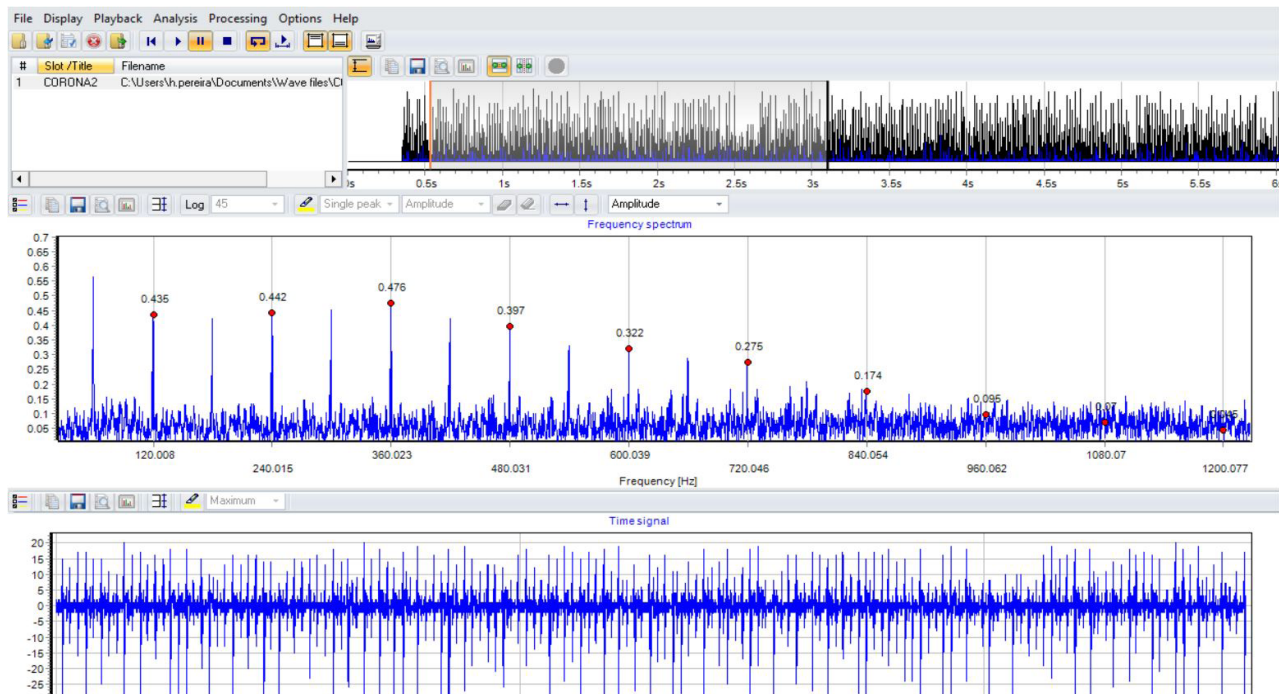 File Display Playback Analysis Processing Options Help
# Slot /Title Filename
1 CORONA2 C:\Users\h.pereira\Documents\Wave files\C
0.5s 1s 1.5s 2s 2.5s 3s 3.5s 4s 4.5s 5s 5.5s
Log 45 Single peak Amplitude Amplitude
Frequency spectrum
0.7
0.65
0.6
0.55
0.5
0.45
0.4
0.35
0.3
0.25
0.2
0.15
0.1
0.05
0.435 0.442 0.476 0.397 0.322 0.275 0.174 0.095 0.07 0.045
120.008 240.015 360.023 480.031 600.039 720.046 840.054 960.062 1080.07 1200.077
Frequency [Hz]
Maximum
Time signal
20
15
10
5
0
-5
-10
-15
-20
-25